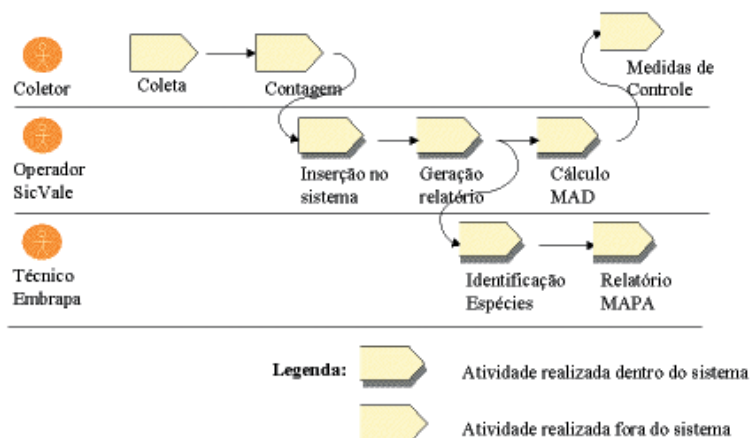 Coletor
Coleta
Contagem
Medidas de
Controle
Operador
SicVale
Inserção no
sistema
Geração
relatório
Cálculo
MAD
Técnico
Embrapa
Identificação
Espécies
Relatório
MAPA
Legenda:
Atividade realizada dentro do sistema
Atividade realizada fora do sistema